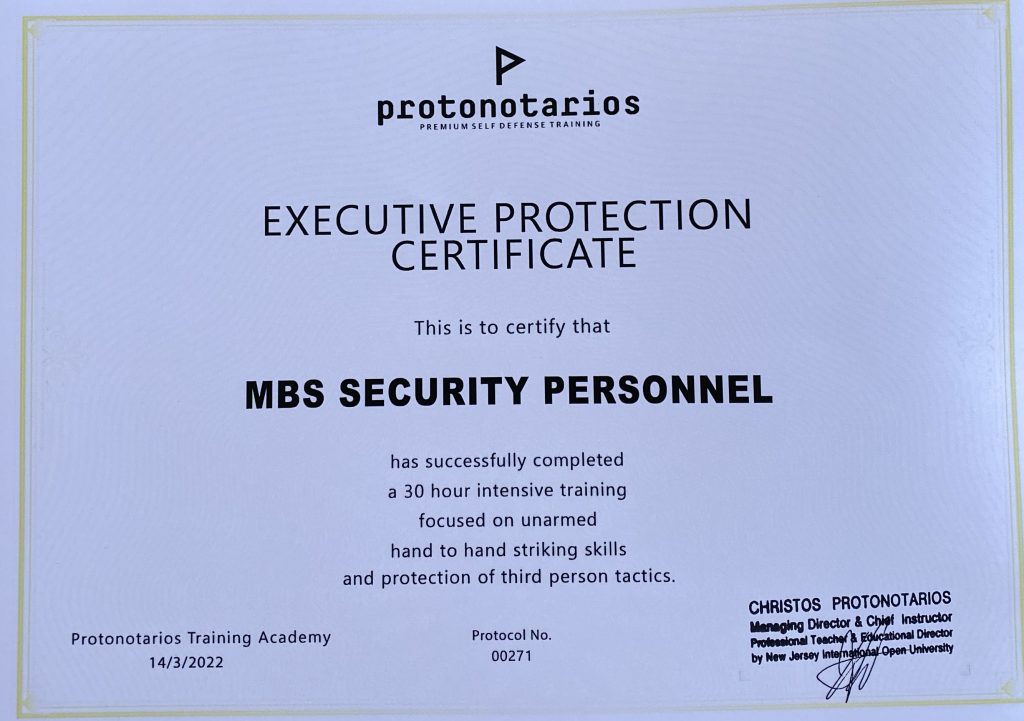 protonotarios
PREMIUM SELF DEFENSE TRAINING
EXECUTIVE PROTECTION
CERTIFICATE
This is to certify that
MBS SECURITY PERSONNEL
has successfully completed
a 30 hour intensive training
focused on unarmed
hand to hand striking skills
and protection of third person tactics.
Protonotarios Training Academy
14/3/2022
Protocol No.
00271
CHRISTOS PROTONOTARIOS
Managing Director & Chief Instructor
Professional Teacher & Educational Director
by New Jersey International Open University